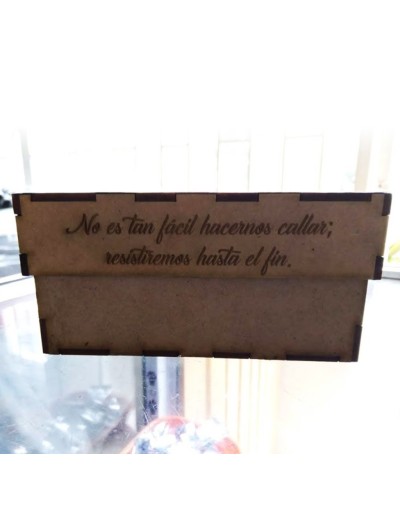 No es tan fácil hacernos callar;
resistiremos hasta el fin.